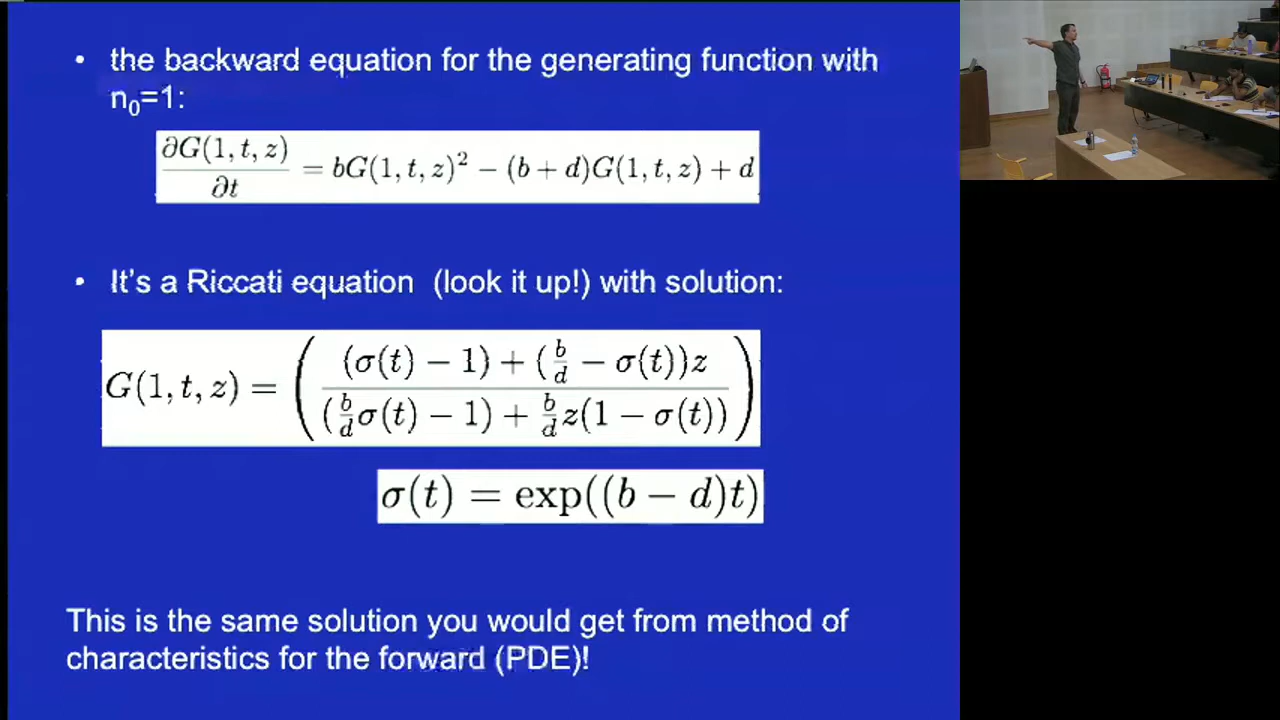 • the backward equation for the generating function with
n₀=1:
∂G(1, t, z)/∂t = bG(1, t, z)² − (b + d)G(1, t, z) + d
• It's a Riccati equation (look it up!) with solution:
G(1, t, z) = ( ((σ(t) − 1) + (b/d − σ(t))z) / ((b/d σ(t) − 1) + b/d z(1 − σ(t))) )
σ(t) = exp((b − d)t)
This is the same solution you would get from method of
characteristics for the forward (PDE)!